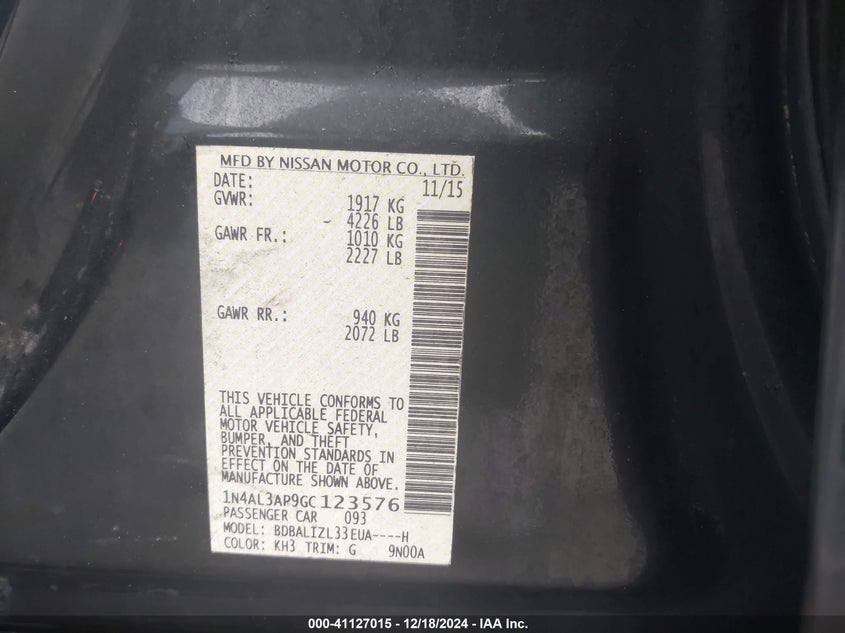 MFD BY NISSAN MOTOR CO., LTD.
DATE: 11/15
GVWR: 1917 KG
4226 LB
GAWR FR.: 1010 KG
2227 LB
GAWR RR.: 940 KG
2072 LB
THIS VEHICLE CONFORMS TO
ALL APPLICABLE FEDERAL
MOTOR VEHICLE SAFETY,
BUMPER, AND THEFT
PREVENTION STANDARDS IN
EFFECT ON THE DATE OF
MANUFACTURE SHOWN ABOVE.
1N4AL3AP9GC123576
PASSENGER CAR 093
MODEL: BDBALIZL33EUA----H
COLOR: KH3 TRIM: G 9N00A
000-41127015 - 12/18/2024 - IAA Inc.